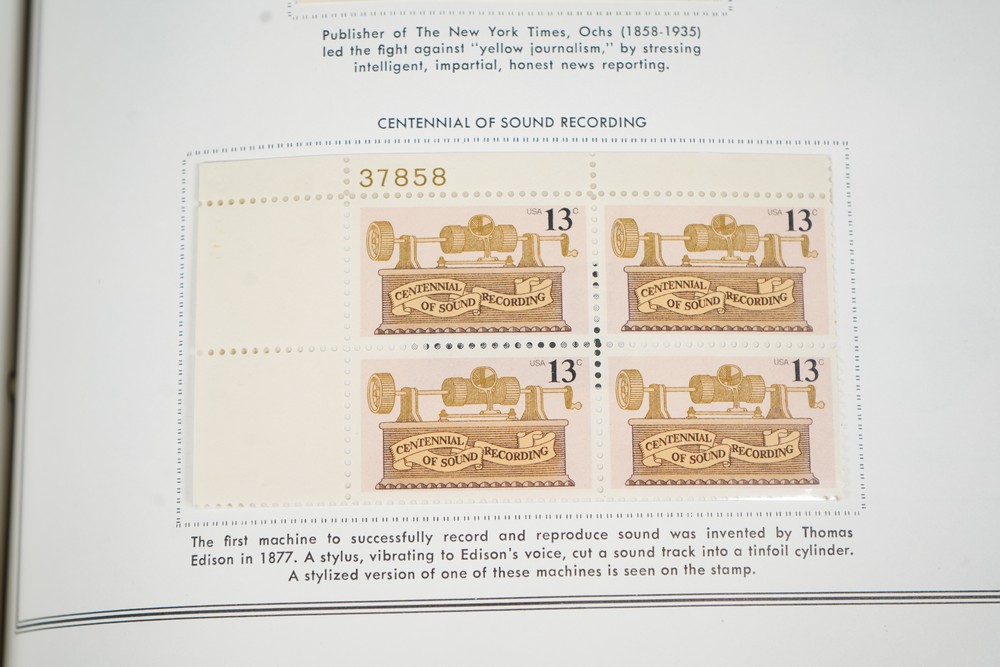 Publisher of The New York Times, Ochs (1858-1935)
led the fight against "yellow journalism," by stressing
intelligent, impartial, honest news reporting.
CENTENNIAL OF SOUND RECORDING
37858
USA 13c
CENTENNIAL
OF SOUND RECORDING
USA 13c
CENTENNIAL
OF SOUND RECORDING
USA 13c
CENTENNIAL
OF SOUND RECORDING
USA 13c
CENTENNIAL
OF SOUND RECORDING
The first machine to successfully record and reproduce sound was invented by Thomas
Edison in 1877. A stylus, vibrating to Edison's voice, cut a sound track into a tinfoil cylinder.
A stylized version of one of these machines is seen on the stamp.